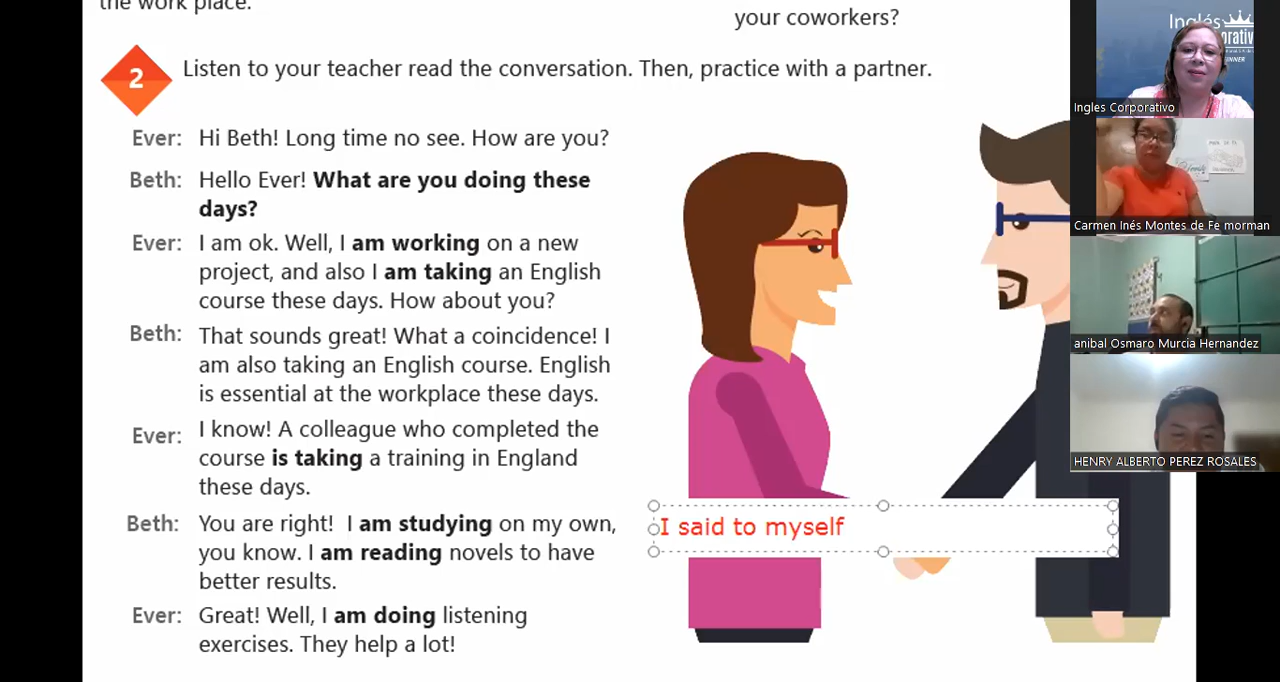 the work place.
your coworkers?
2
Listen to your teacher read the conversation. Then, practice with a partner.
Ever: Hi Beth! Long time no see. How are you?
Beth: Hello Ever! What are you doing these
days?
Ever: I am ok. Well, I am working on a new
project, and also I am taking an English
course these days. How about you?
Beth: That sounds great! What a coincidence! I
am also taking an English course. English
is essential at the workplace these days.
Ever: I know! A colleague who completed the
course is taking a training in England
these days.
Beth: You are right! I am studying on my own,
you know. I am reading novels to have
better results.
Ever: Great! Well, I am doing listening
exercises. They help a lot!
I said to myself
Inglés
Ingles Corporativo
Carmen Inés Montes de Fe morman
anibal Osmaro Murcia Hernandez
HENRY ALBERTO PEREZ ROSALES